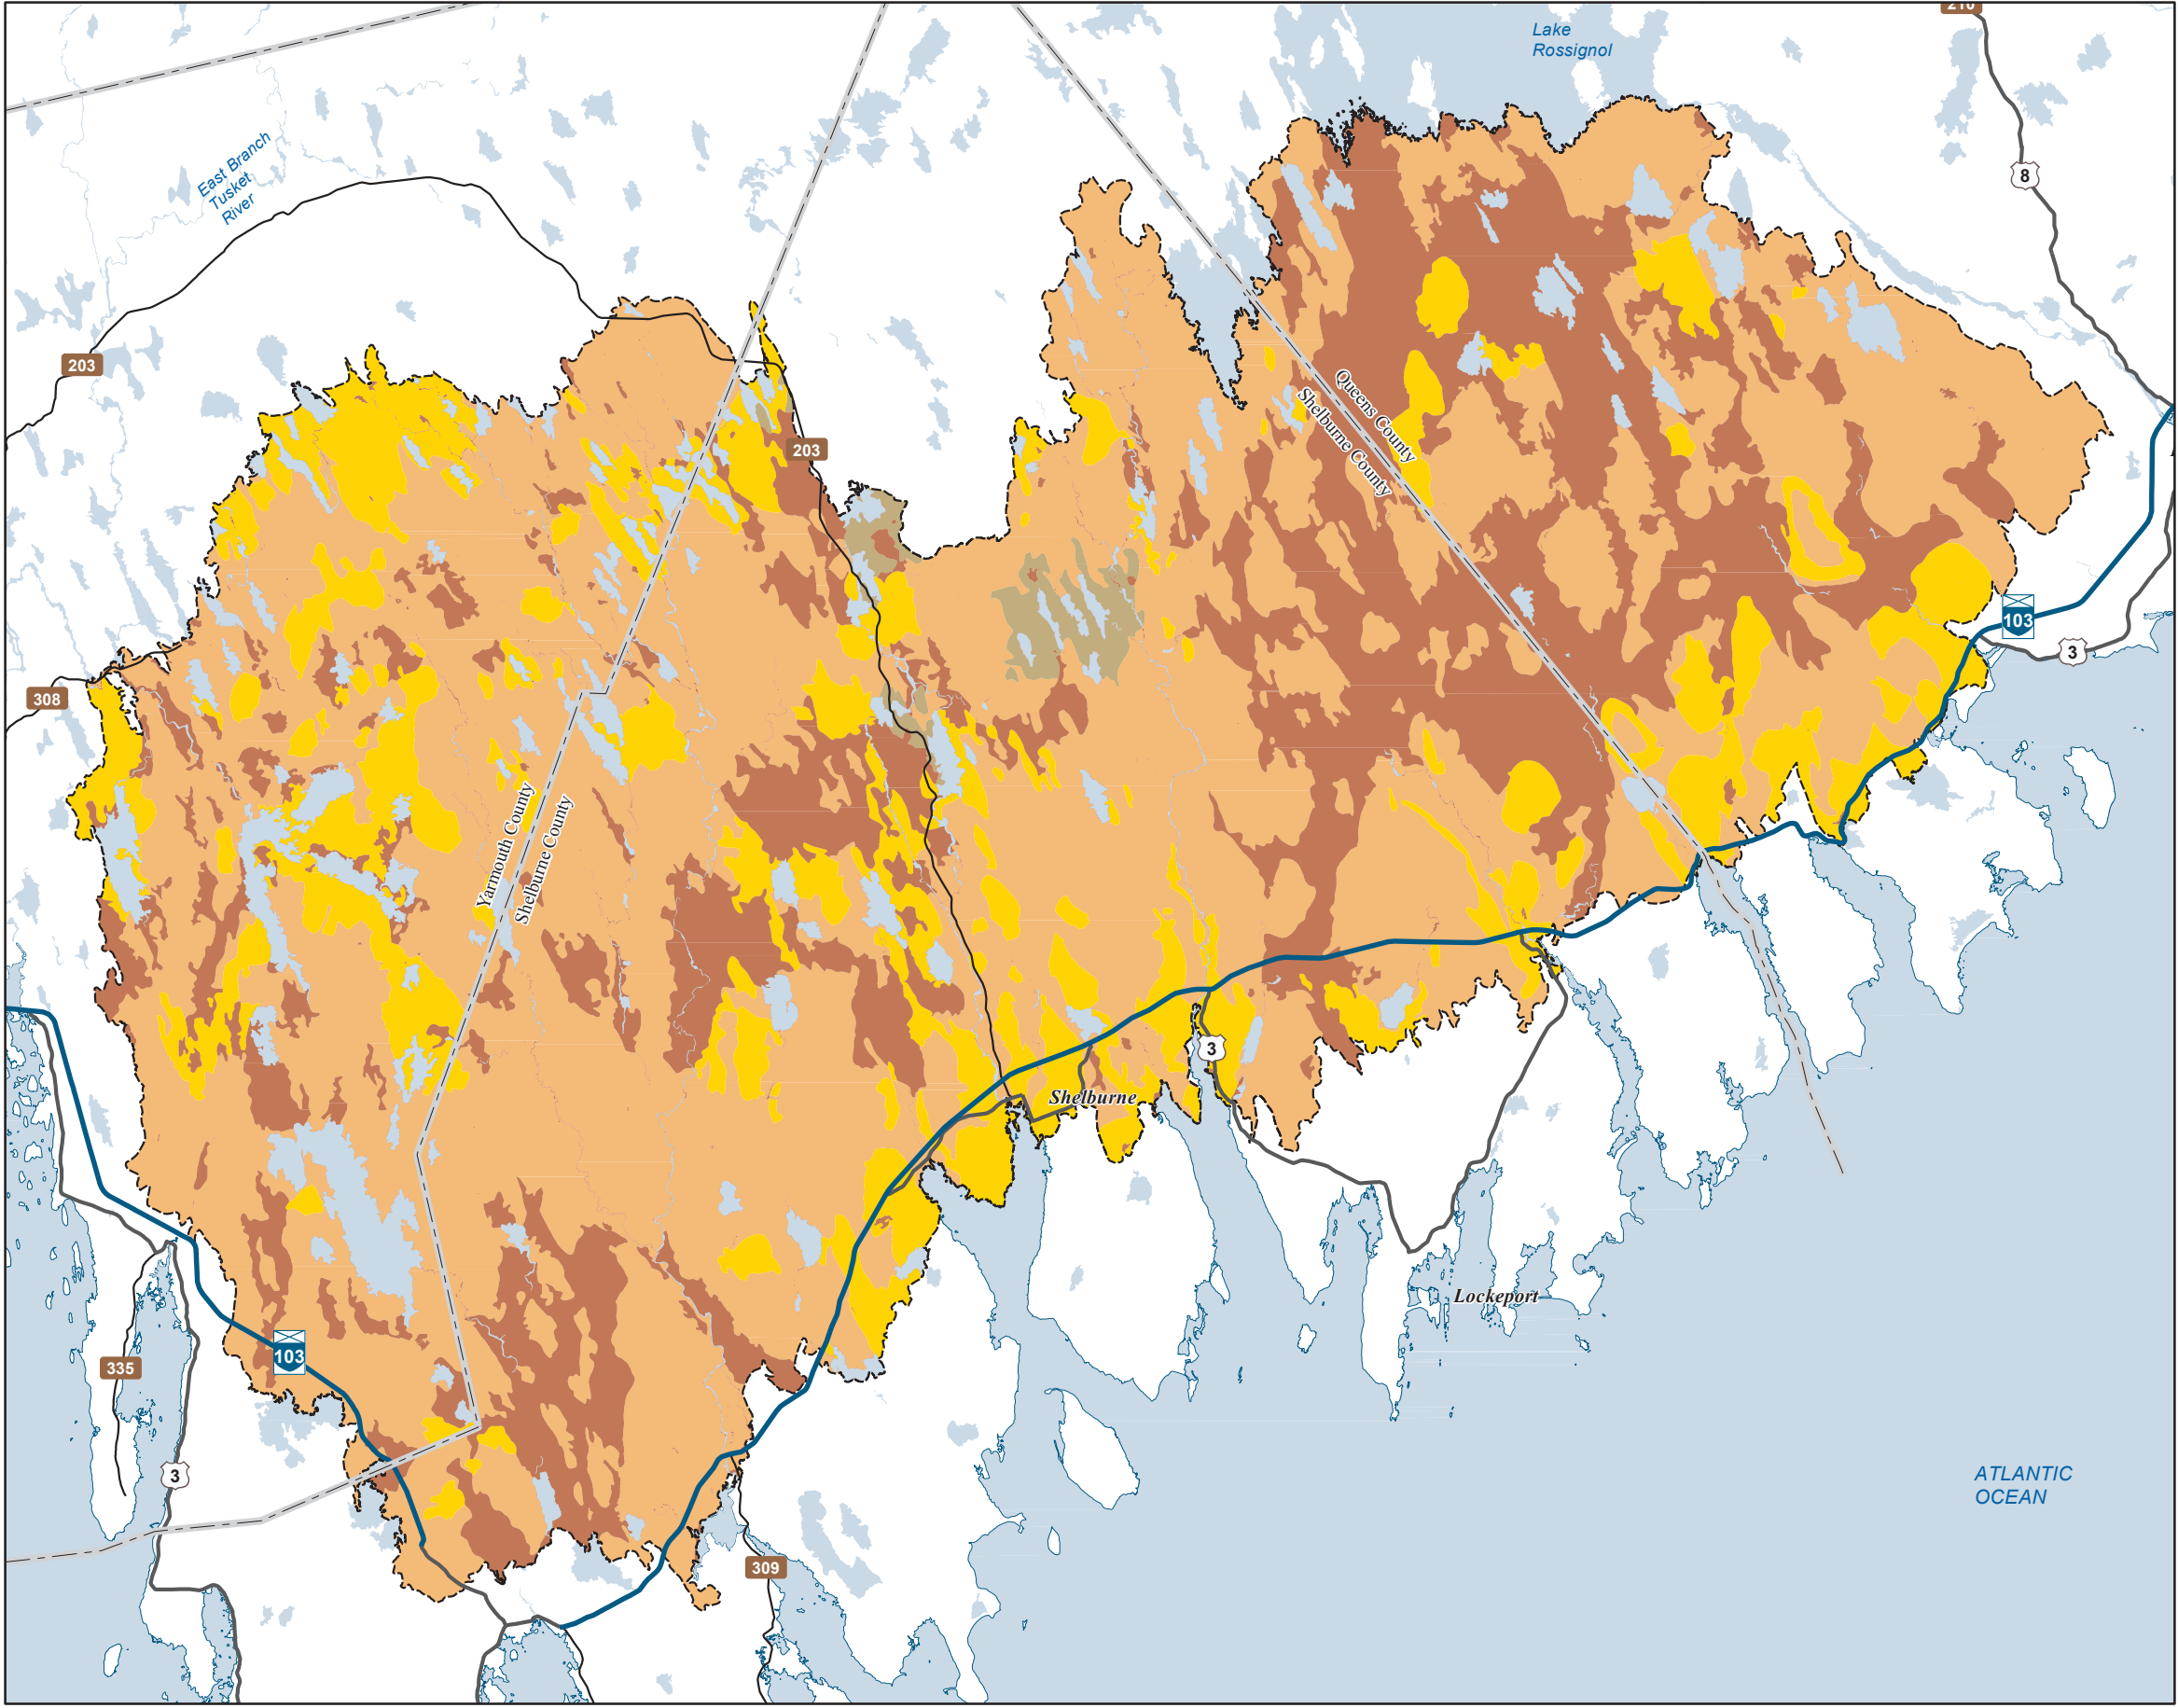 210
Lake
Rossignol
8
East Branch
Tusket
River
203
Queens County
Shelburne County
203
103
3
308
Yarmouth County
Shelburne County
3
Shelburne
Lockeport
103
335
3
ATLANTIC
OCEAN
309